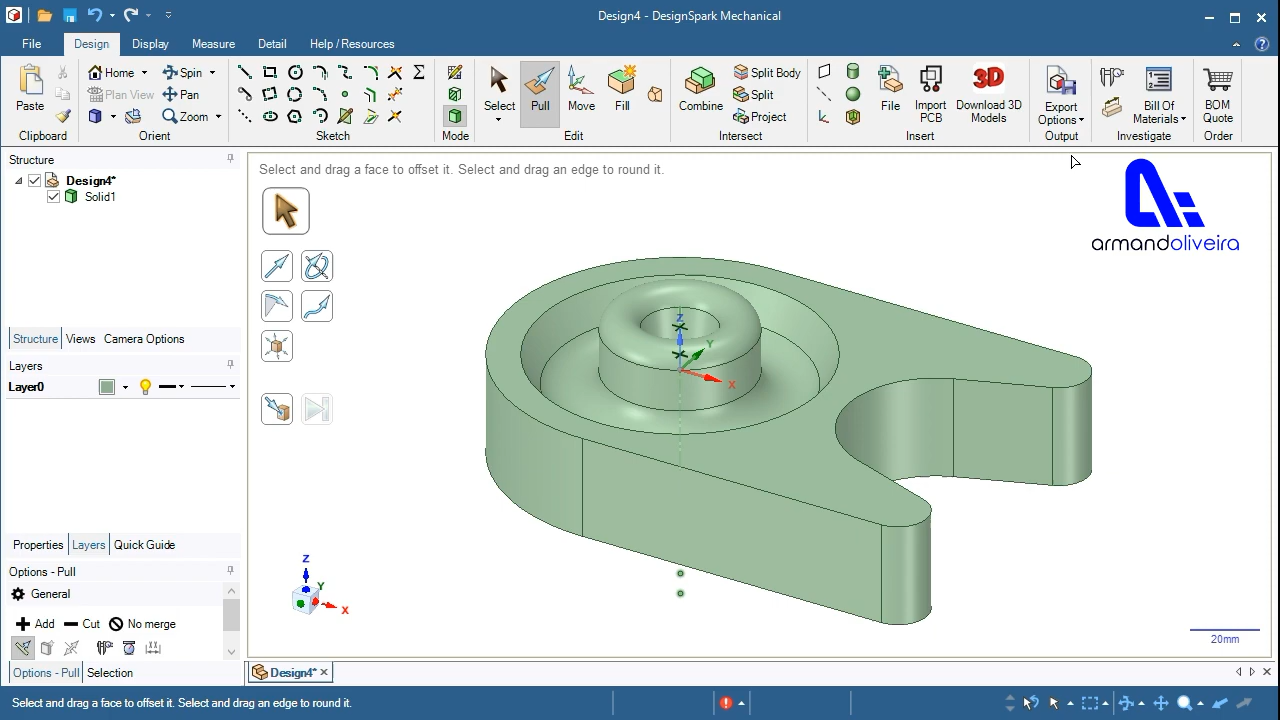 Design4 - DesignSpark Mechanical
File Design Display Measure Detail Help / Resources
Paste
Clipboard
Home Spin
Plan View Pan
Zoom
Orient
Sketch
Mode
Select Pull Move Fill
Edit
Combine
Split Body
Split
Project
Intersect
File Import PCB Download 3D Models
3D
Insert
Export Options
Output
Bill Of Materials
Investigate
BOM Quote
Order
Structure
Design4*
Solid1
Structure Views Camera Options
Layers
Layer0
Properties Layers Quick Guide
Options - Pull
General
Add Cut No merge
Options - Pull Selection
Select and drag a face to offset it. Select and drag an edge to round it.
armandoliveira
Z
Y
X
Z
Y
X
20mm
Design4*
Select and drag a face to offset it. Select and drag an edge to round it.